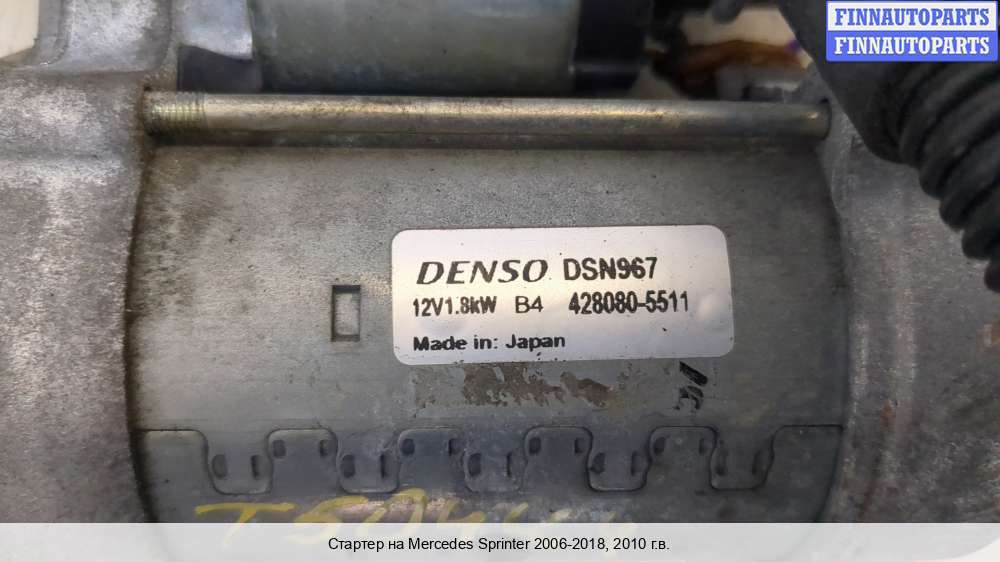 FINNAUTOPARTS
FINNAUTOPARTS
DENSO DSN967
12V1.8kW B4 428080-5511
Made in: Japan
Стартер на Mercedes Sprinter 2006-2018, 2010 г.в.